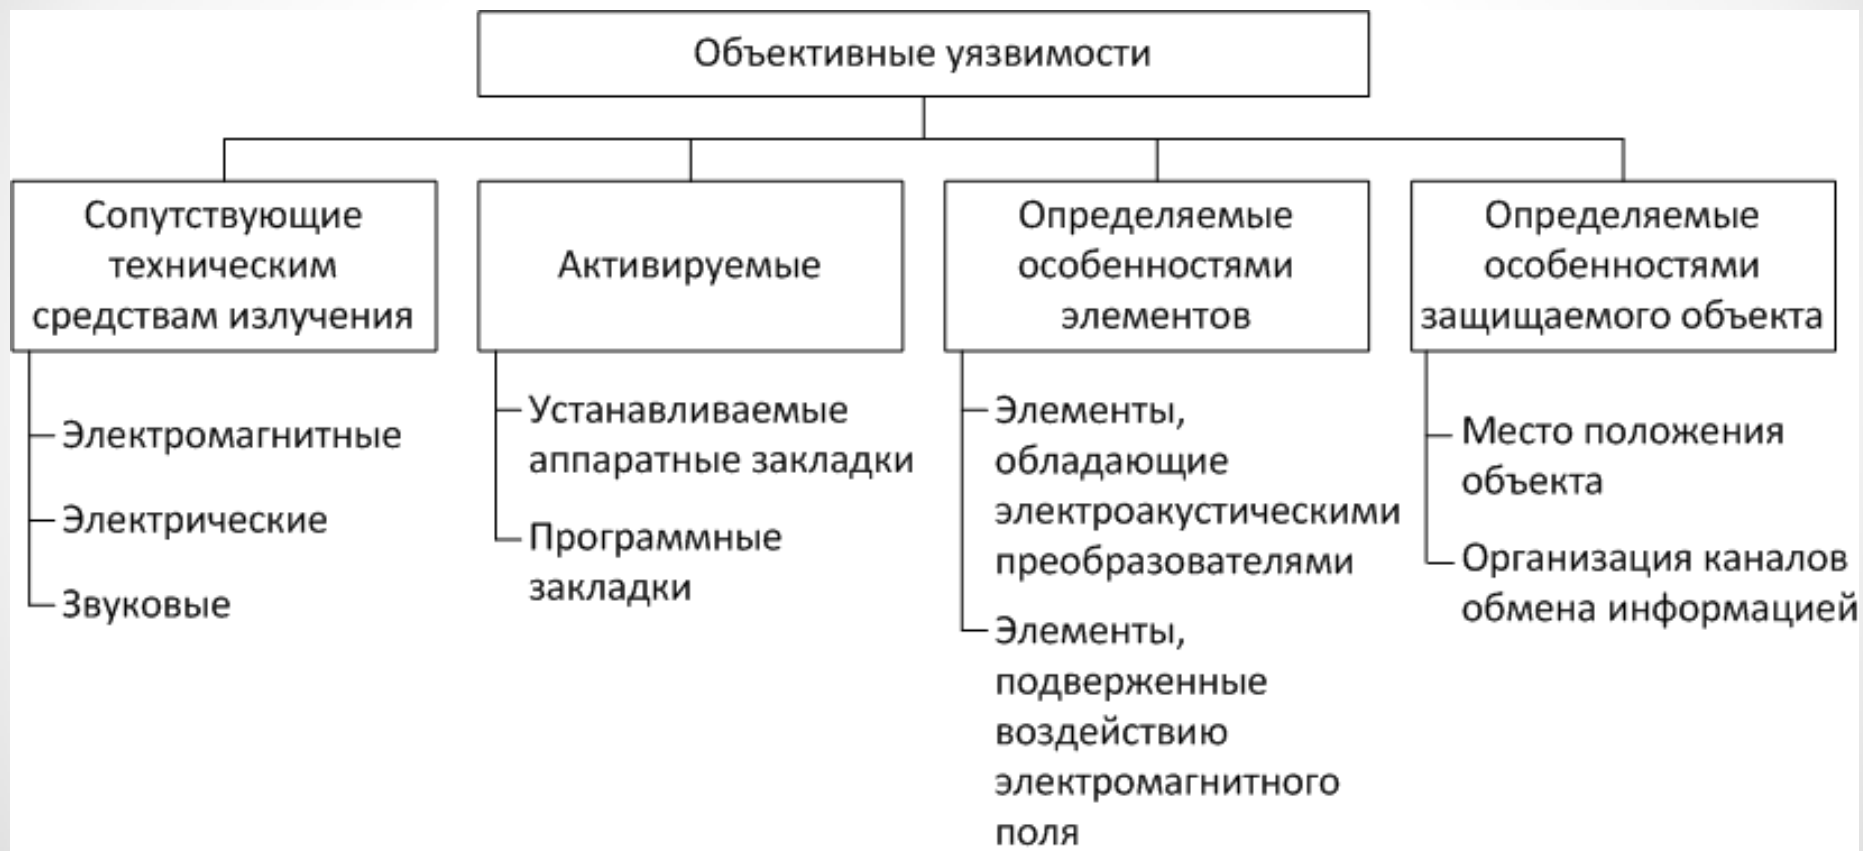 Объективные уязвимости
Сопутствующие
техническим
средствам излучения
Электромагнитные
Электрические
Звуковые
Активируемые
Устанавливаемые
аппаратные закладки
Программные
закладки
Определяемые
особенностями
элементов
Элементы,
обладающие
электроакустическими
преобразователями
Элементы,
подверженные
воздействию
электромагнитного
поля
Определяемые
особенностями
защищаемого объекта
Место положения
объекта
Организация каналов
обмена информацией